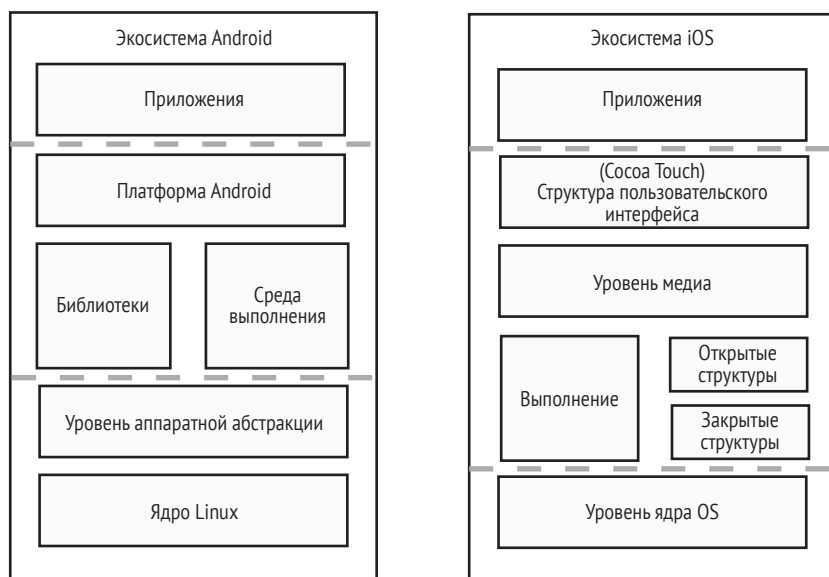 Экосистема Android
Приложения
Платформа Android
Библиотеки
Среда
выполнения
Уровень аппаратной абстракции
Ядро Linux
Экосистема iOS
Приложения
(Cocoa Touch)
Структура пользовательского
интерфейса
Уровень медиа
Выполнение
Открытые
структуры
Закрытые
структуры
Уровень ядра OS